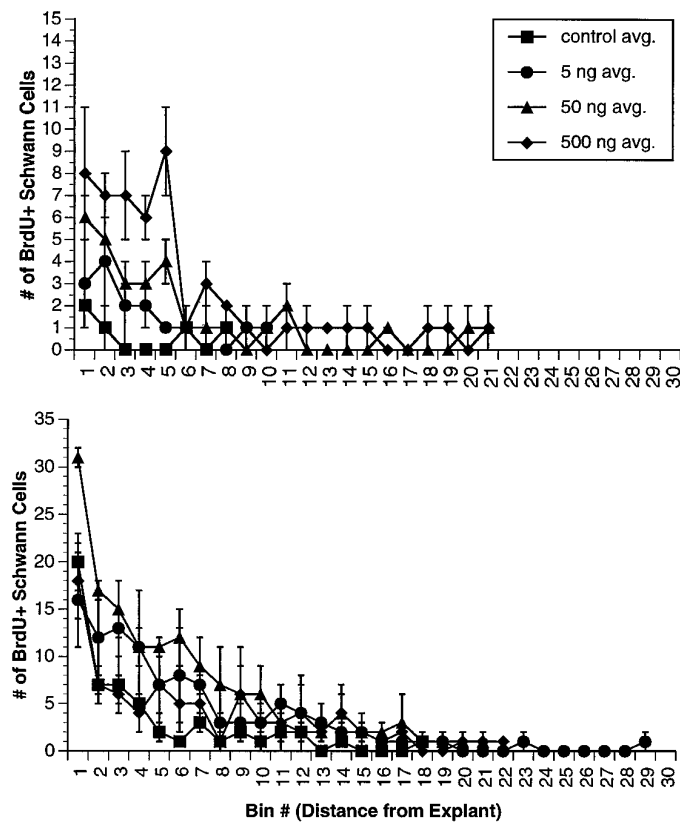 15
14
13
12
11
10
9
8
7
6
5
4
3
2
1
0
# of BrdU+ Schwann Cells
control avg.
5 ng avg.
50 ng avg.
500 ng avg.
1 2 3 4 5 6 7 8 9 10 11 12 13 14 15 16 17 18 19 20 21 22 23 24 25 26 27 28 29 30
35
30
25
20
15
10
5
0
# of BrdU+ Schwann Cells
1 2 3 4 5 6 7 8 9 10 11 12 13 14 15 16 17 18 19 20 21 22 23 24 25 26 27 28 29 30
Bin # (Distance from Explant)